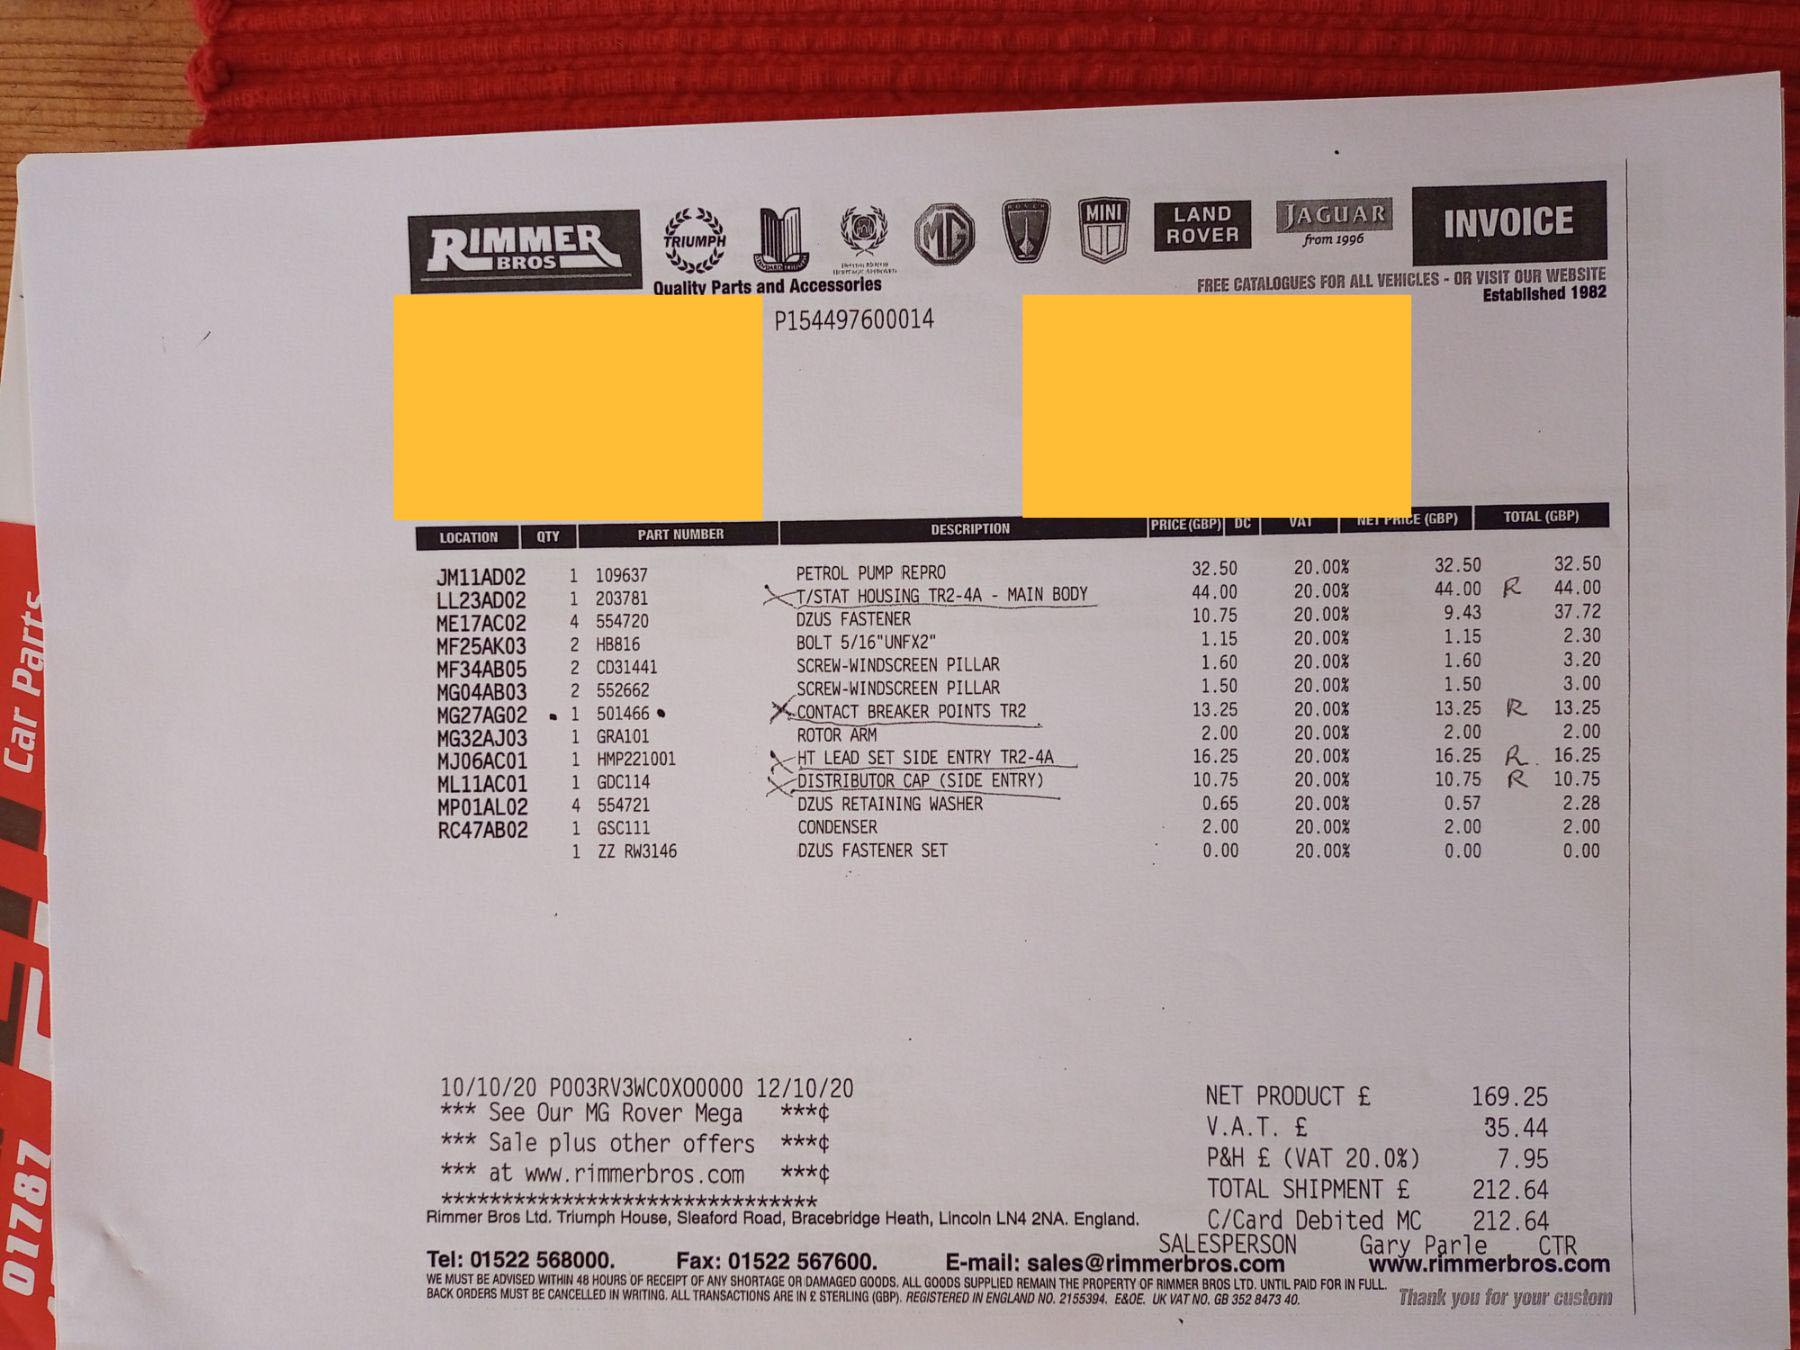 RIMMER BROS
TRIUMPH
ROVER
MG
MINI
LAND ROVER
JAGUAR
from 1996
INVOICE
Quality Parts and Accessories
FREE CATALOGUES FOR ALL VEHICLES - OR VISIT OUR WEBSITE
Established 1982
P154497600014
LOCATION QTY PART NUMBER DESCRIPTION PRICE (GBP) DC VAT NET PRICE (GBP) TOTAL (GBP)
JM11AD02 1 109637 PETROL PUMP REPRO 32.50 20.00% 32.50 32.50
LL23AD02 1 203781 T/STAT HOUSING TR2-4A - MAIN BODY 44.00 20.00% 44.00 R 44.00
ME17AC02 4 554720 DZUS FASTENER 10.75 20.00% 9.43 37.72
MF25AK03 2 HB816 BOLT 5/16"UNFX2" 1.15 20.00% 1.15 2.30
MF34AB05 2 CD31441 SCREW-WINDSCREEN PILLAR 1.60 20.00% 1.60 3.20
MG04AB03 2 552662 SCREW-WINDSCREEN PILLAR 1.50 20.00% 1.50 3.00
MG27AG02 1 501466 CONTACT BREAKER POINTS TR2 13.25 20.00% 13.25 R 13.25
MG32AJ03 1 GRA101 ROTOR ARM 2.00 20.00% 2.00 2.00
MJ06AC01 1 HMP221001 HT LEAD SET SIDE ENTRY TR2-4A 16.25 20.00% 16.25 R 16.25
ML11AC01 1 GDC114 DISTRIBUTOR CAP (SIDE ENTRY) 10.75 20.00% 10.75 R 10.75
MP01AL02 4 554721 DZUS RETAINING WASHER 0.65 20.00% 0.57 2.28
RC47AB02 1 GSC111 CONDENSER 2.00 20.00% 2.00 2.00
1 ZZ RW3146 DZUS FASTENER SET 0.00 20.00% 0.00 0.00
10/10/20 P003RV3WC0X00000 12/10/20
*** See Our MG Rover Mega ***¢
*** Sale plus other offers ***¢
*** at www.rimmerbros.com ***¢
******************************
NET PRODUCT £ 169.25
V.A.T. £ 35.44
P&H £ (VAT 20.0%) 7.95
TOTAL SHIPMENT £ 212.64
C/Card Debited MC 212.64
SALESPERSON Gary Parle CTR
Rimmer Bros Ltd. Triumph House, Sleaford Road, Bracebridge Heath, Lincoln LN4 2NA. England.
Tel: 01522 568000. Fax: 01522 567600. E-mail: sales@rimmerbros.com www.rimmerbros.com
WE MUST BE ADVISED WITHIN 48 HOURS OF RECEIPT OF ANY SHORTAGE OR DAMAGED GOODS. ALL GOODS SUPPLIED REMAIN THE PROPERTY OF RIMMER BROS LTD. UNTIL PAID FOR IN FULL.
BACK ORDERS MUST BE CANCELLED IN WRITING. ALL TRANSACTIONS ARE IN £ STERLING (GBP). REGISTERED IN ENGLAND NO. 2155394. E&OE. UK VAT NO. GB 352 8473 40.
Thank you for your custom
Car Parts
01787